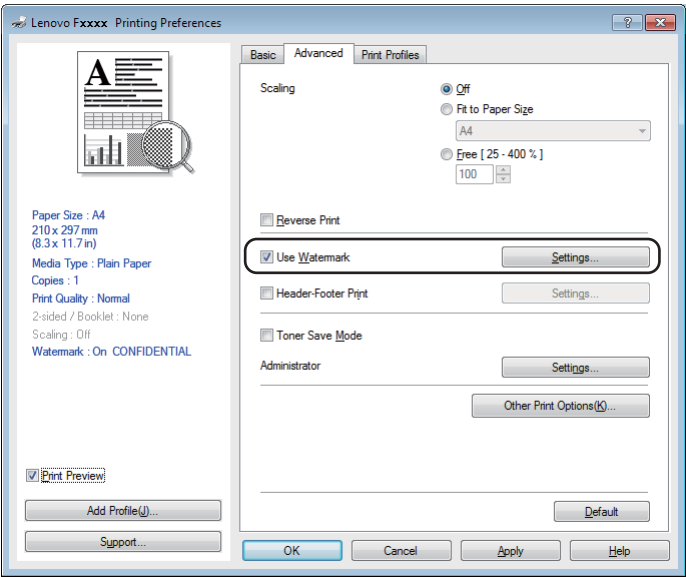 Lenovo Fxxxx Printing Preferences
Basic
Advanced
Print Profiles
A
Paper Size : A4
210 x 297 mm
(8.3 x 11.7 in)
Media Type : Plain Paper
Copies : 1
Print Quality : Normal
2-sided / Booklet : None
Scaling : Off
Watermark : On CONFIDENTIAL
Print Preview
Add Profile(J)...
Support...
Scaling
Off
Fit to Paper Size
A4
Free [ 25 - 400 % ]
100
Reverse Print
Use Watermark
Settings...
Header-Footer Print
Settings...
Toner Save Mode
Administrator
Settings...
Other Print Options(K)...
Default
OK
Cancel
Apply
Help